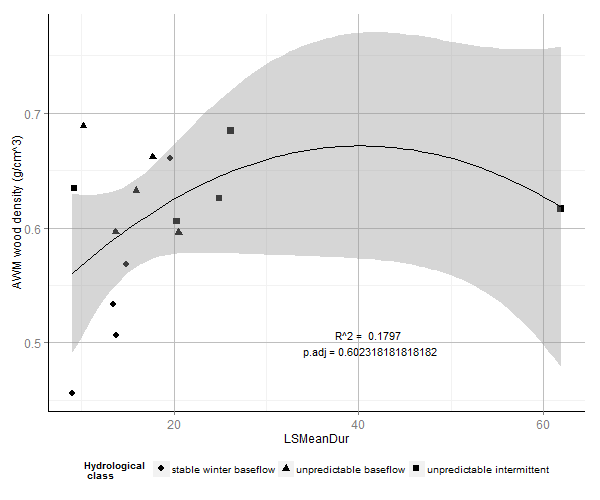 AWM wood density (g/cm^3)
0.7
0.6
0.5
R^2 = 0.1797
p.adj = 0.602318181818182
20
40
60
LSMeanDur
Hydrological
class
stable winter baseflow
unpredictable baseflow
unpredictable intermittent